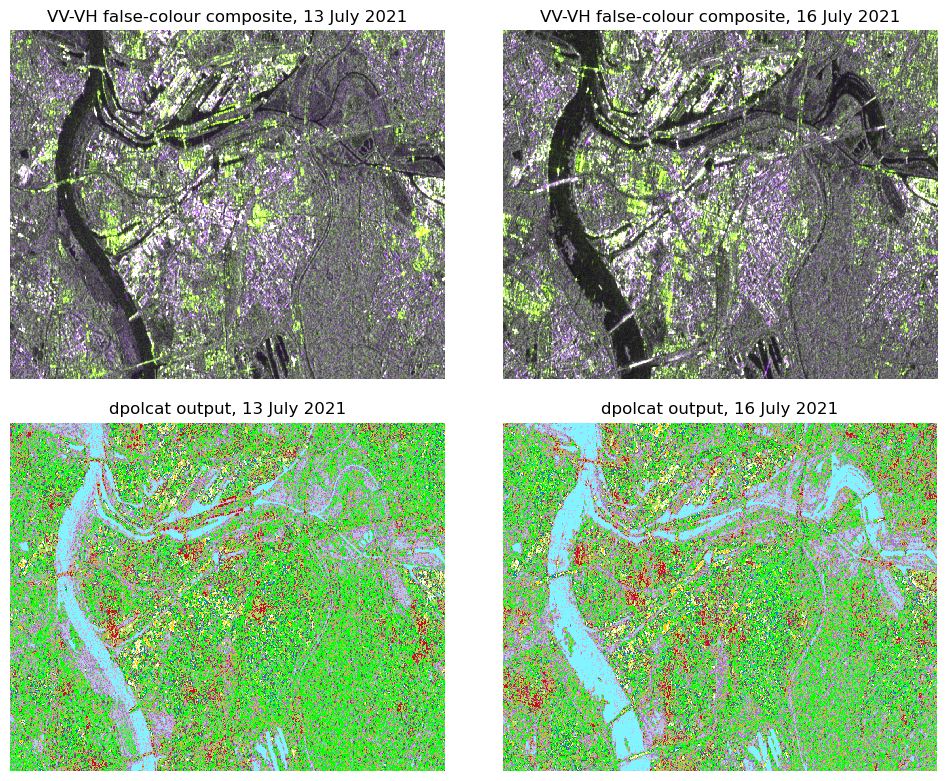 VV-VH false-colour composite, 13 July 2021
VV-VH false-colour composite, 16 July 2021
dpolcat output, 13 July 2021
dpolcat output, 16 July 2021